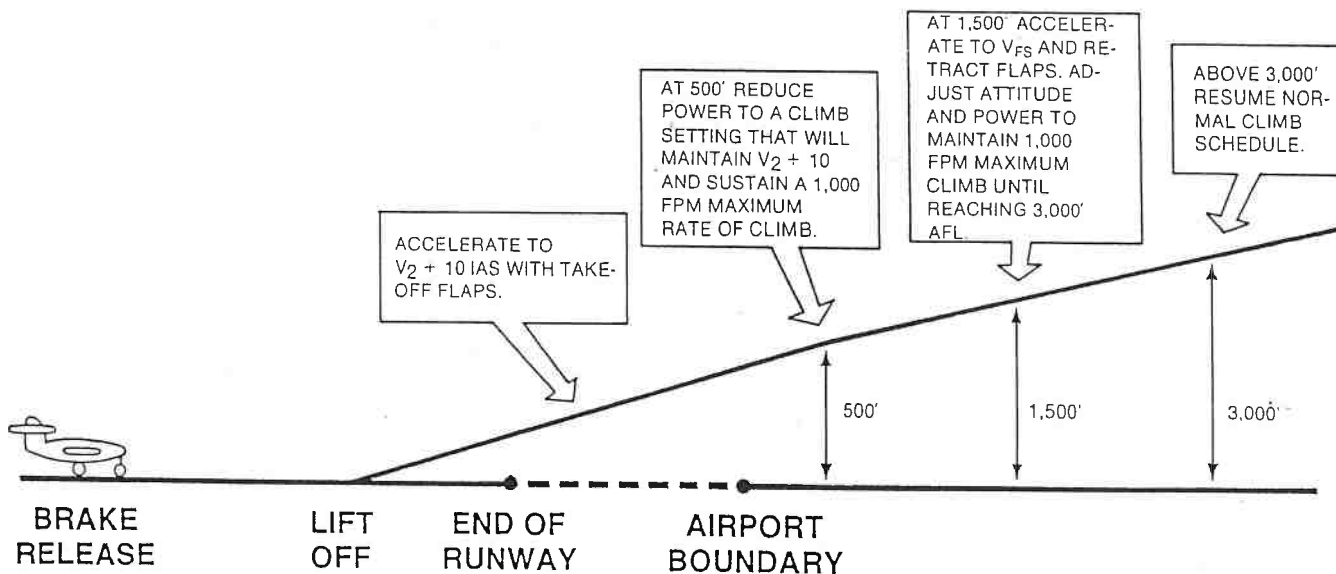 ACCELERATE TO
V2 + 10 IAS WITH TAKE-
OFF FLAPS.
AT 500' REDUCE
POWER TO A CLIMB
SETTING THAT WILL
MAINTAIN V2 + 10
AND SUSTAIN A 1,000
FPM MAXIMUM
RATE OF CLIMB.
AT 1,500' ACCELER-
ATE TO VFS AND RE-
TRACT FLAPS. AD-
JUST ATTITUDE
AND POWER TO
MAINTAIN 1,000
FPM MAXIMUM
CLIMB UNTIL
REACHING 3,000'
AFL.
ABOVE 3,000'
RESUME NOR-
MAL CLIMB
SCHEDULE.
500'
1,500'
3,000'
BRAKE
RELEASE
LIFT
OFF
END OF
RUNWAY
AIRPORT
BOUNDARY